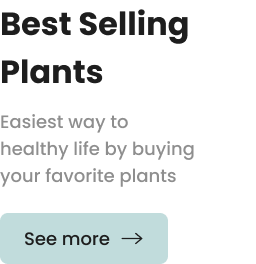 Best Selling
Plants
Easiest way to
healthy life by buying
your favorite plants
See more →